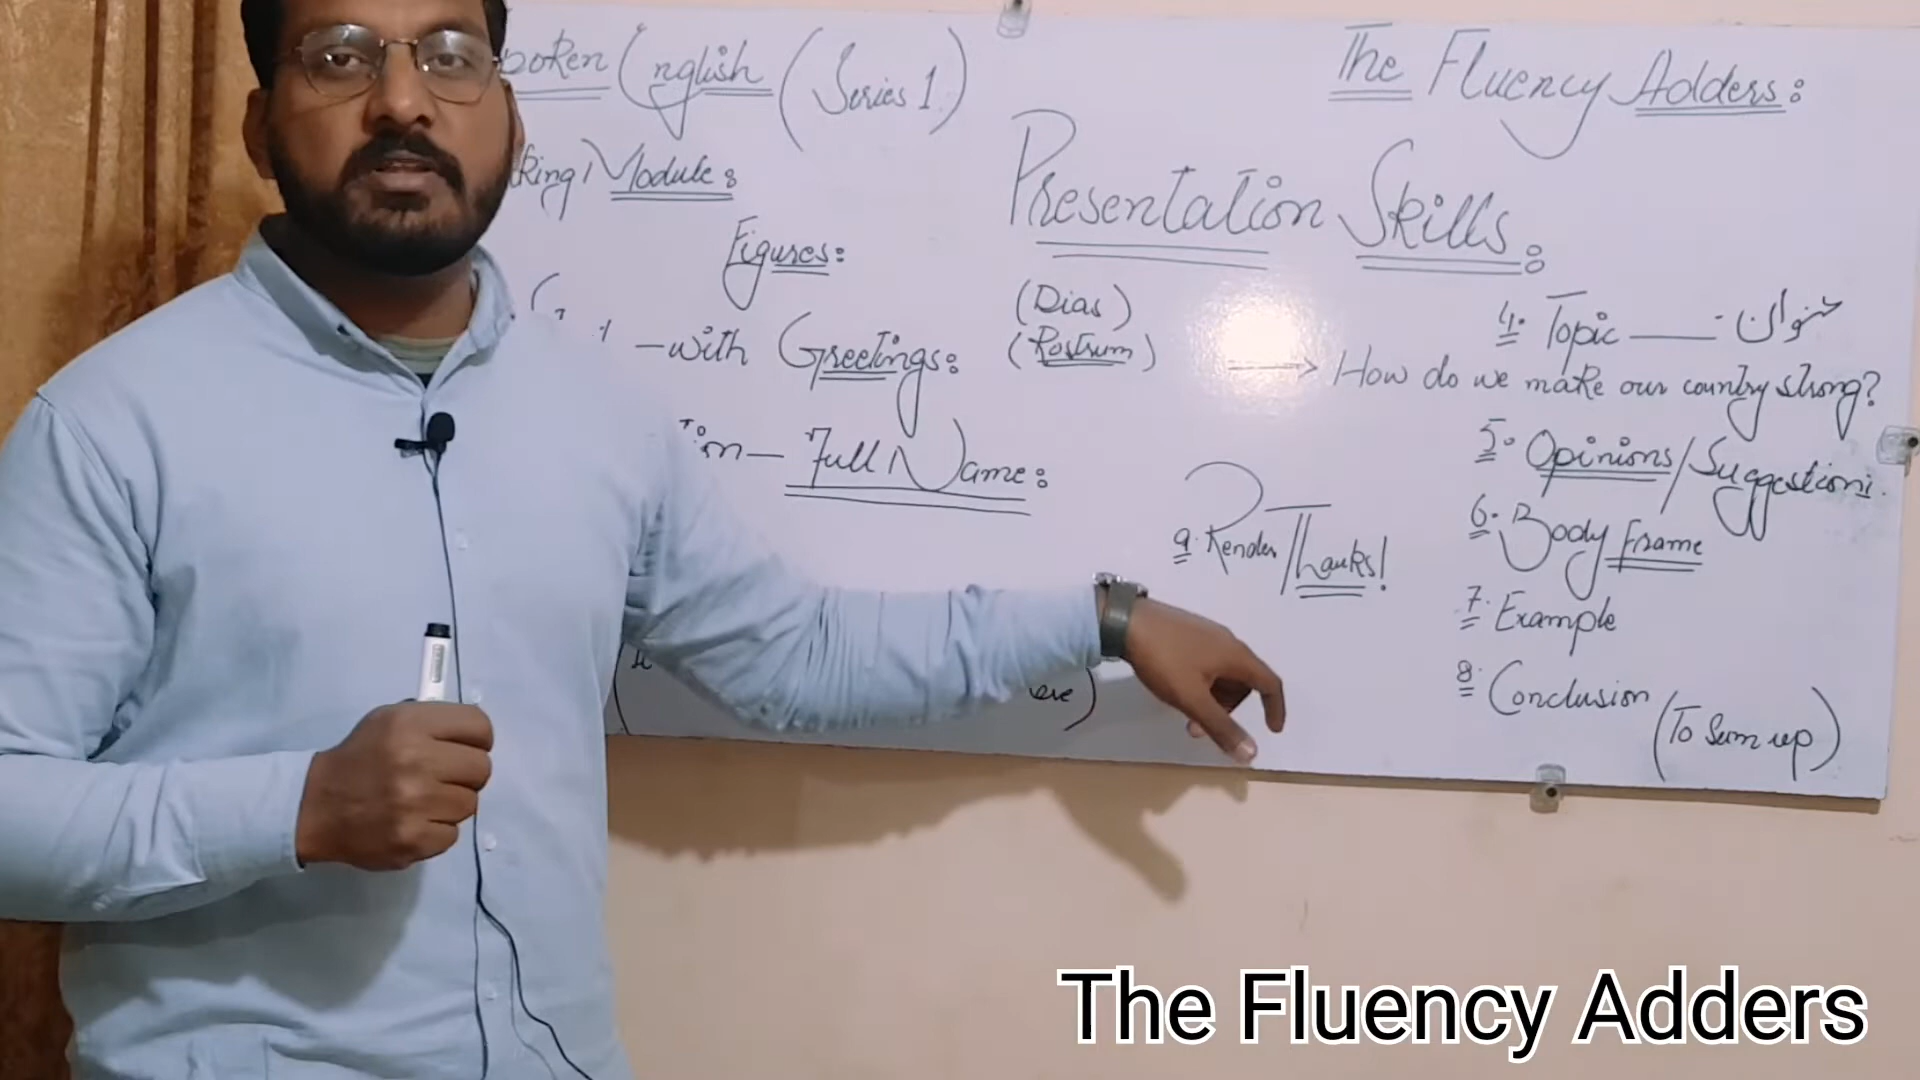 poken English (Series 1)
The Fluency Adders:
king Module:
Presentation Skills:
Figures:
(Dias)
(Rostrum)
—with Greetings:
on— Full Name:
4. Topic —— عنوان
→ How do we make our country strong?
5. Opinions/Suggestions.
6. Body frame
7. Example
8. Conclusion (To Sum up)
9. Render Thanks!
The Fluency Adders